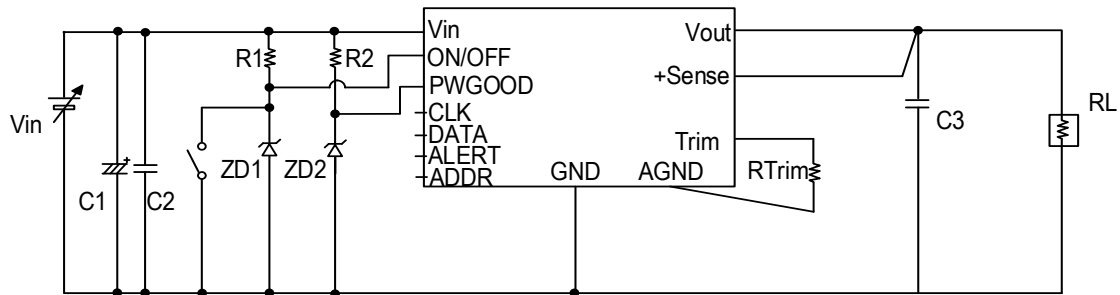 Vin
Vout
R1
R2
ON/OFF
+Sense
PWGOOD
CLK
DATA
ALERT
ADDR
Trim
RTrim
GND
AGND
Vin
C1
+
C2
ZD1
ZD2
C3
RL